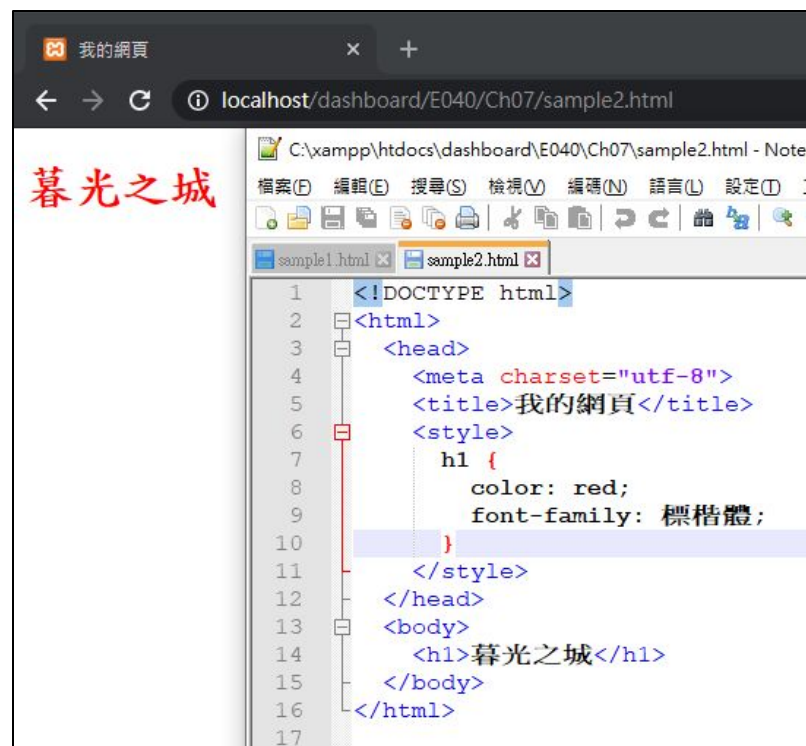 我的網頁
localhost/dashboard/E040/Ch07/sample2.html
暮光之城
C:\xampp\htdocs\dashboard\E040\Ch07\sample2.html - Note
檔案(F) 編輯(E) 搜尋(S) 檢視(V) 編碼(N) 語言(L) 設定(T)
sample1.html sample2.html
1 <!DOCTYPE html>
2 <html>
3 <head>
4 <meta charset="utf-8">
5 <title>我的網頁</title>
6 <style>
7 h1 {
8 color: red;
9 font-family: 標楷體;
10 }
11 </style>
12 </head>
13 <body>
14 <h1>暮光之城</h1>
15 </body>
16 </html>
17